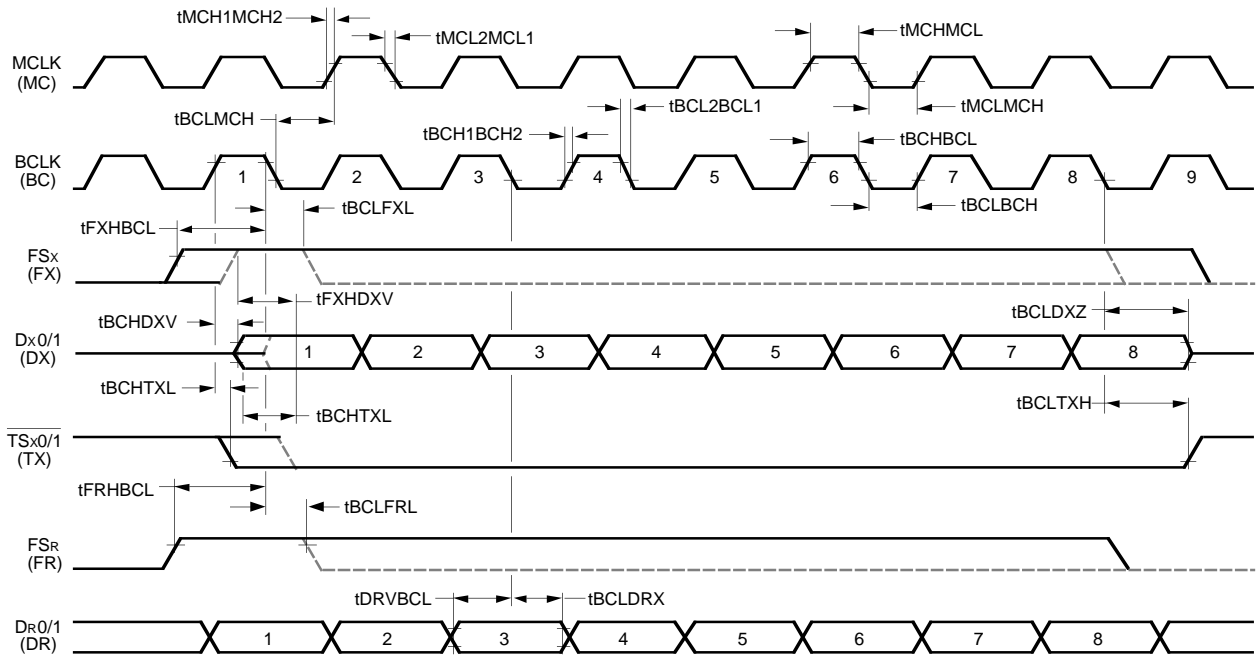 tMCH1MCH2
tMCL2MCL1
tMCHMCL
MCLK
(MC)
tBCLMCH
tBCL2BCL1
tMCLMCH
tBCH1BCH2
tBCHBCL
BCLK
(BC)
1 2 3 4 5 6 7 8 9
tBCLFXL
tBCLBCH
tFXHBCL
FSX
(FX)
tFXHDXV
tBCHDXV
tBCLDXZ
DX0/1
(DX)
1 2 3 4 5 6 7 8
tBCHTXL
tBCHTXL
tBCLTXH
TSX0/1
(TX)
tFRHBCL
tBCLFRL
FSR
(FR)
tDRVBCL
tBCLDRX
DR0/1
(DR)
1 2 3 4 5 6 7 8